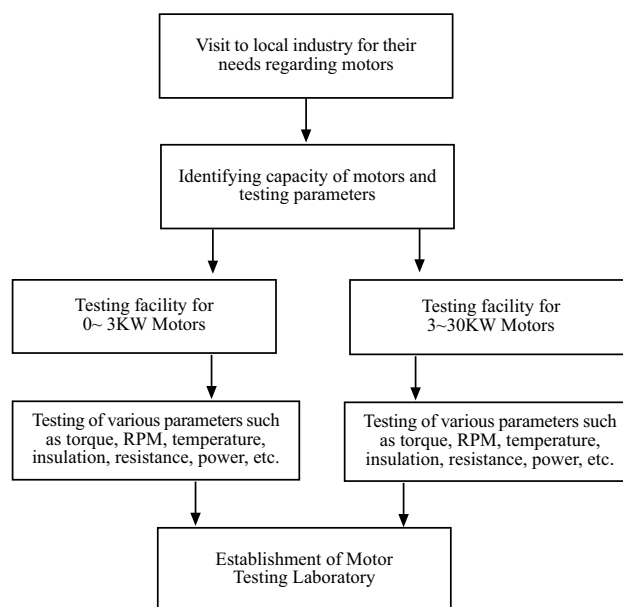 Visit to local industry for their
needs regarding motors
Identifying capacity of motors and
testing parameters
Testing facility for
0~ 3KW Motors
Testing facility for
3~30KW Motors
Testing of various parameters such
as torque, RPM, temperature,
insulation, resistance, power, etc.
Testing of various parameters such
as torque, RPM, temperature,
insulation, resistance, power, etc.
Establishment of Motor
Testing Laboratory